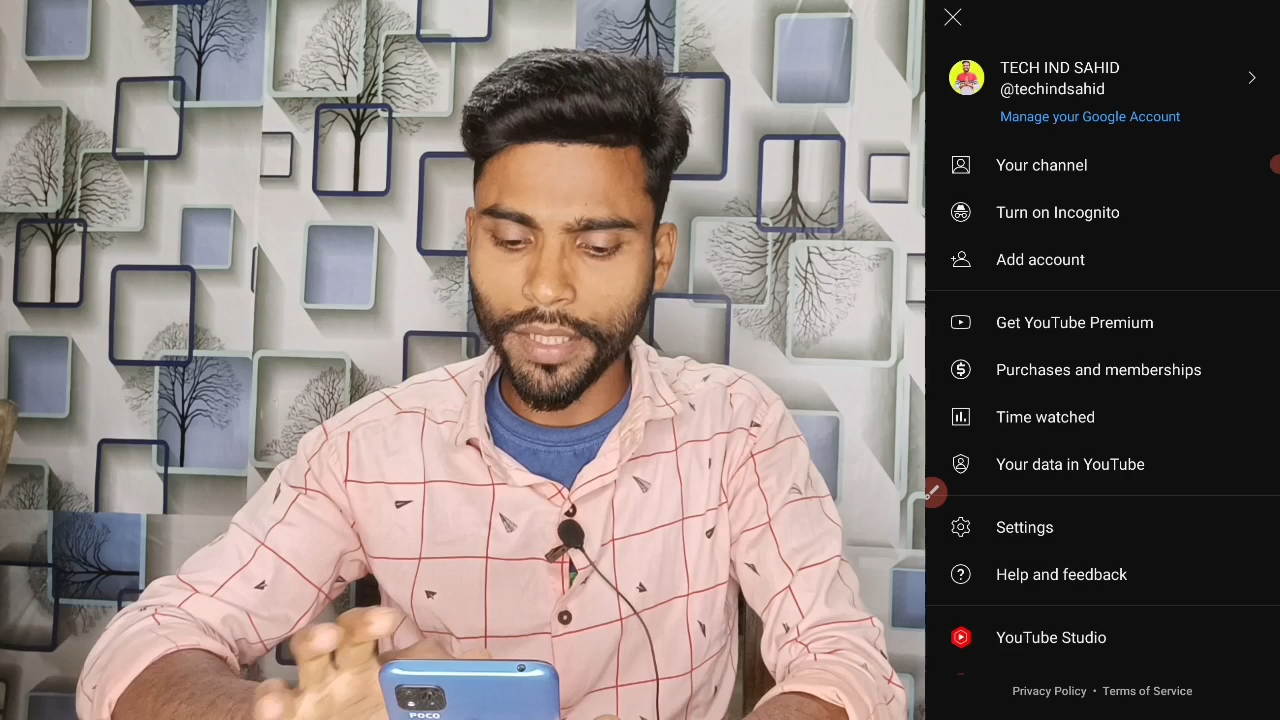 TECH IND SAHID
@techindsahid
Manage your Google Account
Your channel
Turn on Incognito
Add account
Get YouTube Premium
Purchases and memberships
Time watched
Your data in YouTube
Settings
Help and feedback
YouTube Studio
Privacy Policy • Terms of Service
POCO